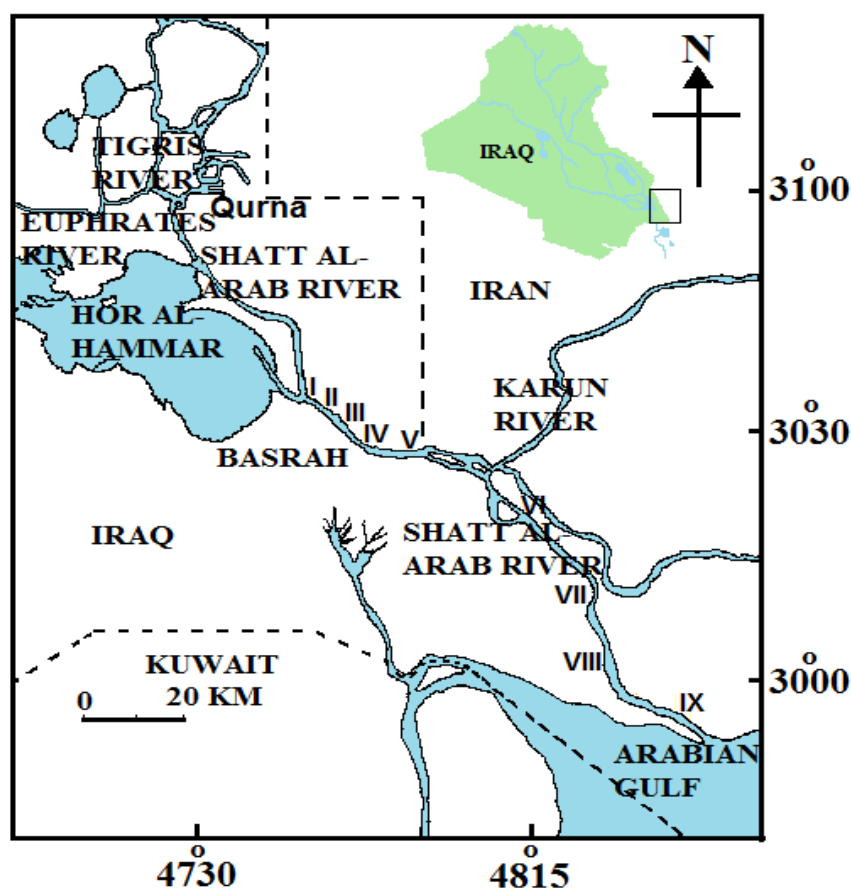 N
IRAQ
TIGRIS
RIVER
o
3100
Qurna
EUPHRATES
RIVER
SHATT AL-
ARAB RIVER
IRAN
HOR AL-
HAMMAR
KARUN
RIVER
I
II
III
IV
V
o
3030
BASRAH
VI
IRAQ
SHATT AL-
ARAB RIVER
VII
VIII
KUWAIT
0
20 KM
o
3000
IX
ARABIAN
GULF
o
4730
o
4815